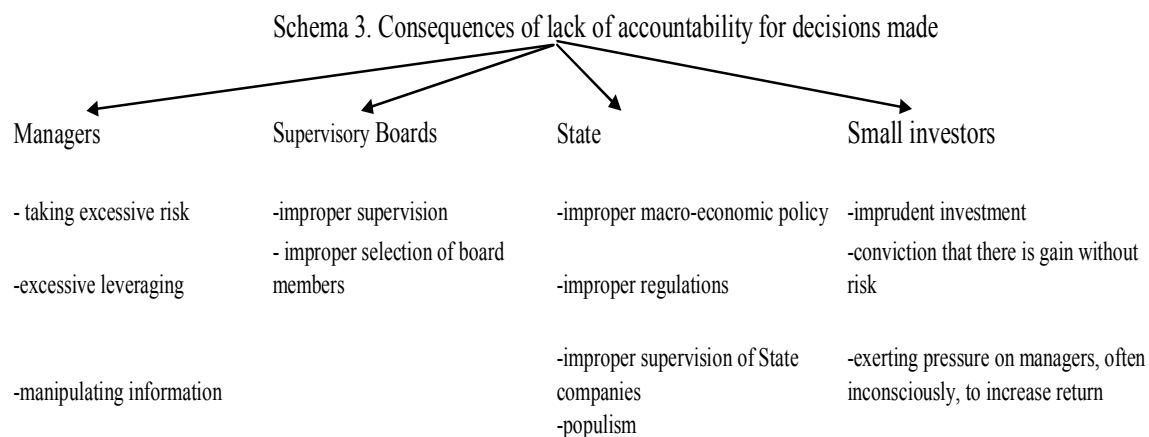 Schema 3. Consequences of lack of accountability for decisions made
Managers
- taking excessive risk
-excessive leveraging
-manipulating information
Supervisory Boards
-improper supervision
- improper selection of board
members
State
-improper macro-economic policy
-improper regulations
-improper supervision of State
companies
-populism
Small investors
-imprudent investment
-conviction that there is gain without
risk
-exerting pressure on managers, often
inconsciously, to increase return